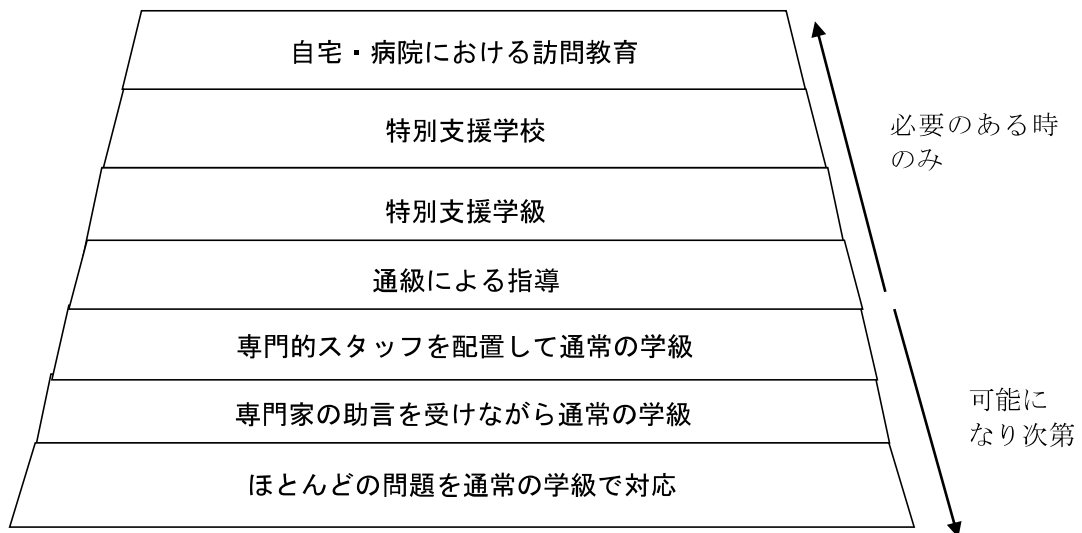 自宅・病院における訪問教育
特別支援学校
特別支援学級
通級による指導
専門的スタッフを配置して通常の学級
専門家の助言を受けながら通常の学級
ほとんどの問題を通常の学級で対応
必要のある時
のみ
可能に
なり次第